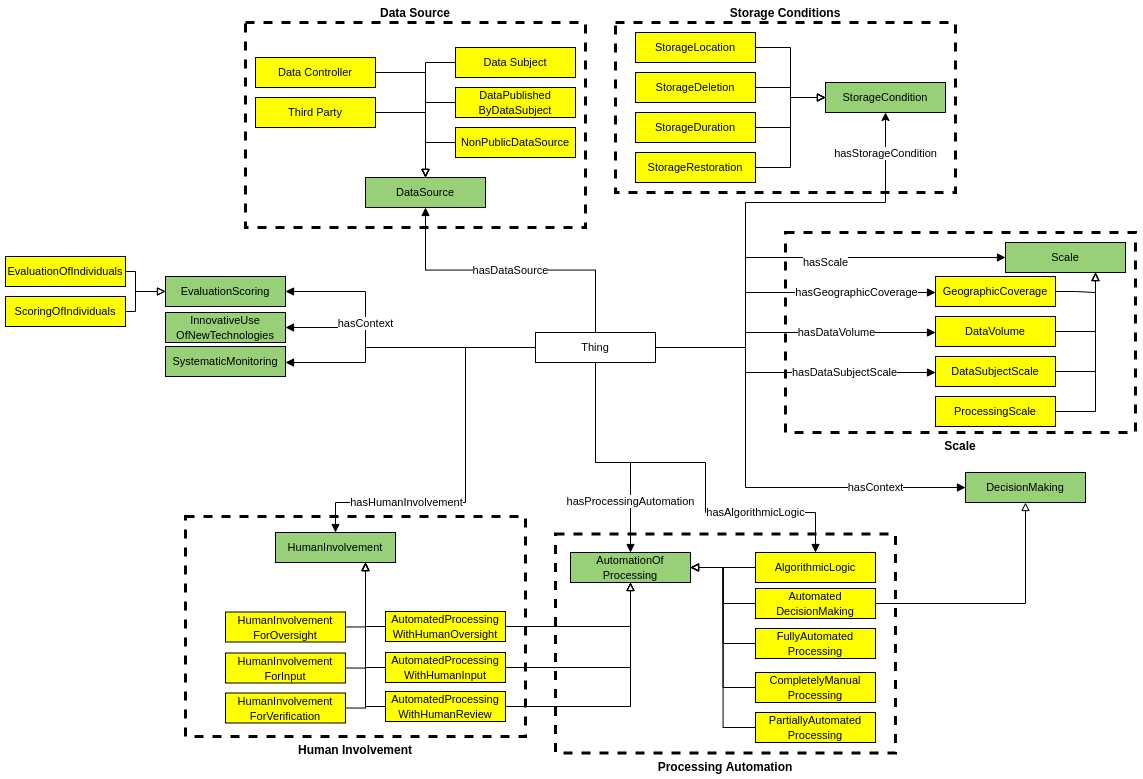 Data Source
Data Controller
Third Party
Data Subject
DataPublished
ByDataSubject
NonPublicDataSource
DataSource
Storage Conditions
StorageLocation
StorageDeletion
StorageDuration
StorageRestoration
StorageCondition
hasStorageCondition
EvaluationOfIndividuals
ScoringOfIndividuals
EvaluationScoring
InnovativeUse
OfNewTechnologies
SystematicMonitoring
hasContext
hasDataSource
Thing
hasScale
hasGeographicCoverage
hasDataVolume
hasDataSubjectScale
Scale
GeographicCoverage
DataVolume
DataSubjectScale
ProcessingScale
Scale
hasContext
DecisionMaking
hasHumanInvolvement
hasProcessingAutomation
hasAlgorithmicLogic
HumanInvolvement
HumanInvolvement
ForOversight
HumanInvolvement
ForInput
HumanInvolvement
ForVerification
AutomatedProcessing
WithHumanOversight
AutomatedProcessing
WithHumanInput
AutomatedProcessing
WithHumanReview
Human Involvement
AutomationOf
Processing
AlgorithmicLogic
Automated
DecisionMaking
FullyAutomated
Processing
CompletelyManual
Processing
PartiallyAutomated
Processing
Processing Automation